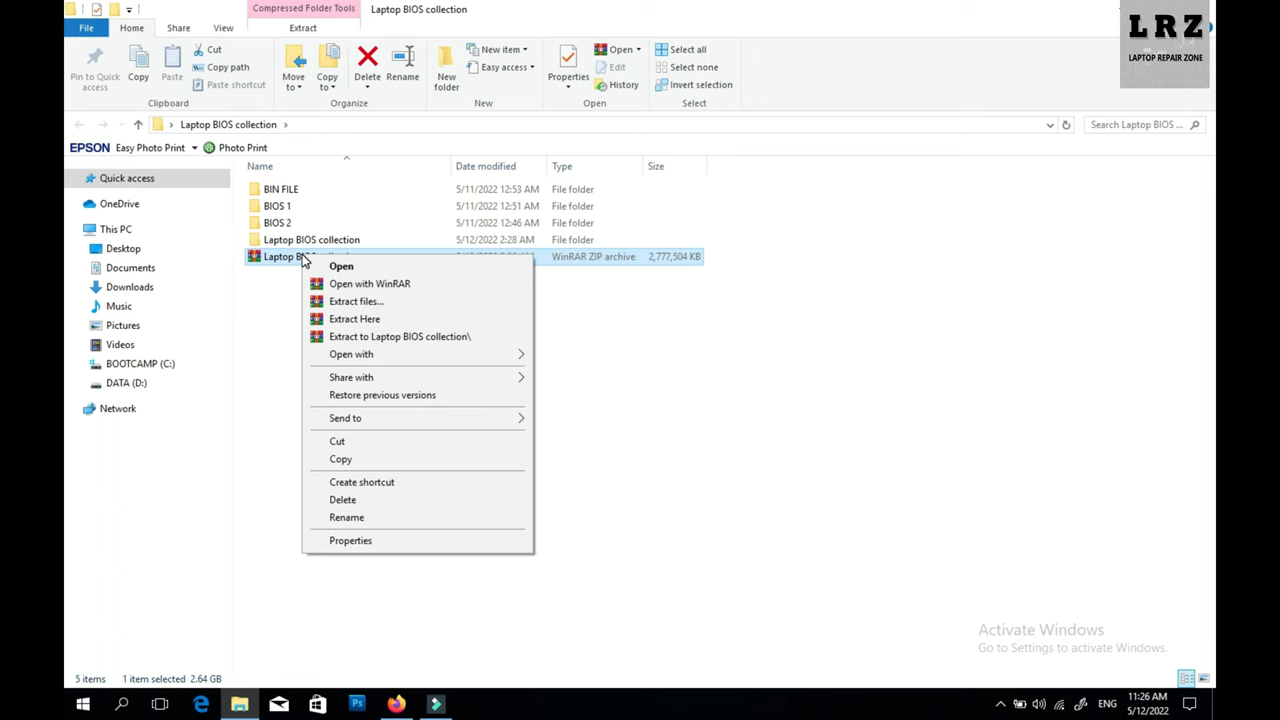 Compressed Folder Tools
Laptop BIOS collection
File
Home
Share
View
Extract
Pin to Quick access
Copy
Paste
Cut
Copy path
Paste shortcut
Clipboard
Move to
Copy to
Delete
Rename
Organize
New folder
New item
Easy access
New
Properties
Open
Edit
History
Open
Select all
Select none
Invert selection
Select
LRZ
LAPTOP REPAIR ZONE
Laptop BIOS collection
Search Laptop BIOS ...
EPSON Easy Photo Print Photo Print
Name Date modified Type Size
Quick access
OneDrive
This PC
Desktop
Documents
Downloads
Music
Pictures
Videos
BOOTCAMP (C:)
DATA (D:)
Network
BIN FILE 5/11/2022 12:53 AM File folder
BIOS 1 5/11/2022 12:51 AM File folder
BIOS 2 5/11/2022 12:46 AM File folder
Laptop BIOS collection 5/12/2022 2:28 AM File folder
Laptop WinRAR ZIP archive 2,777,504 KB
Open
Open with WinRAR
Extract files...
Extract Here
Extract to Laptop BIOS collection\
Open with
Share with
Restore previous versions
Send to
Cut
Copy
Create shortcut
Delete
Rename
Properties
Activate Windows
Go to Settings to activate Windows.
5 items 1 item selected 2.64 GB
Ps
ENG
11:26 AM
5/12/2022